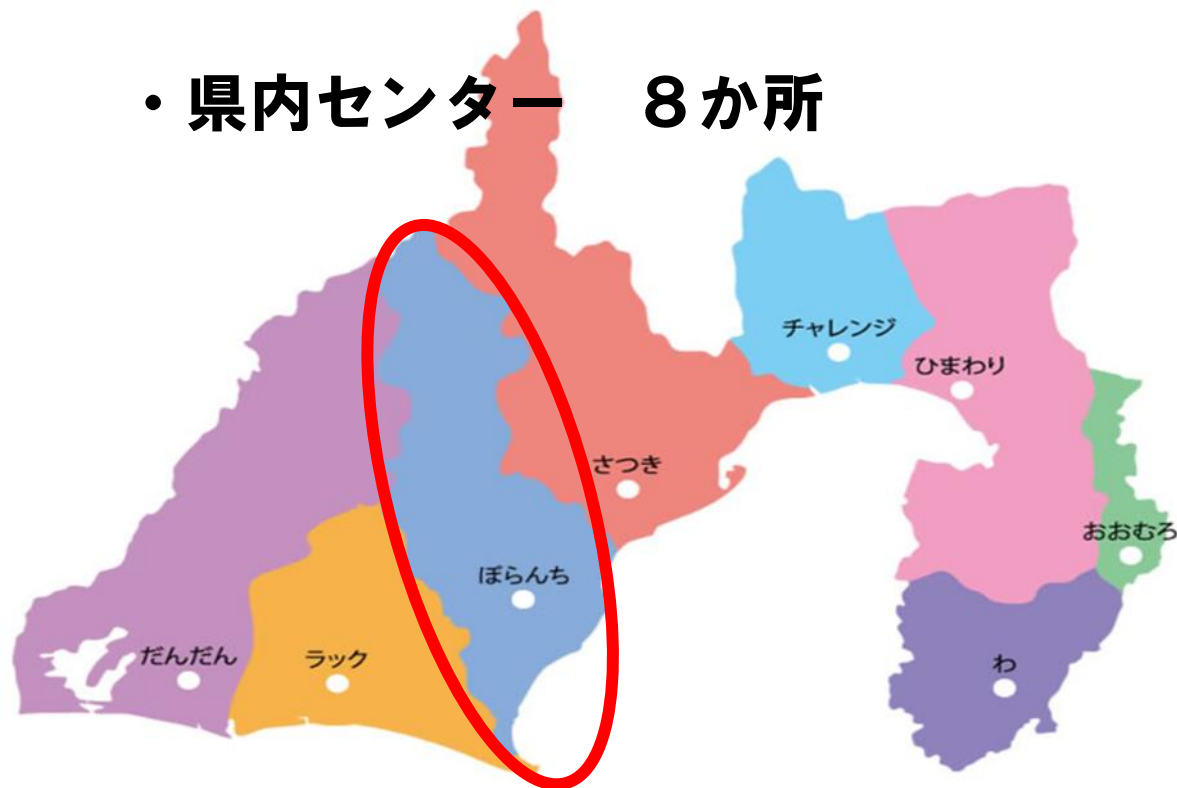 ・県内センター　８か所
チャレンジ
ひまわり
さつき
おおむろ
ぽらんち
だんだん
ラック
わ